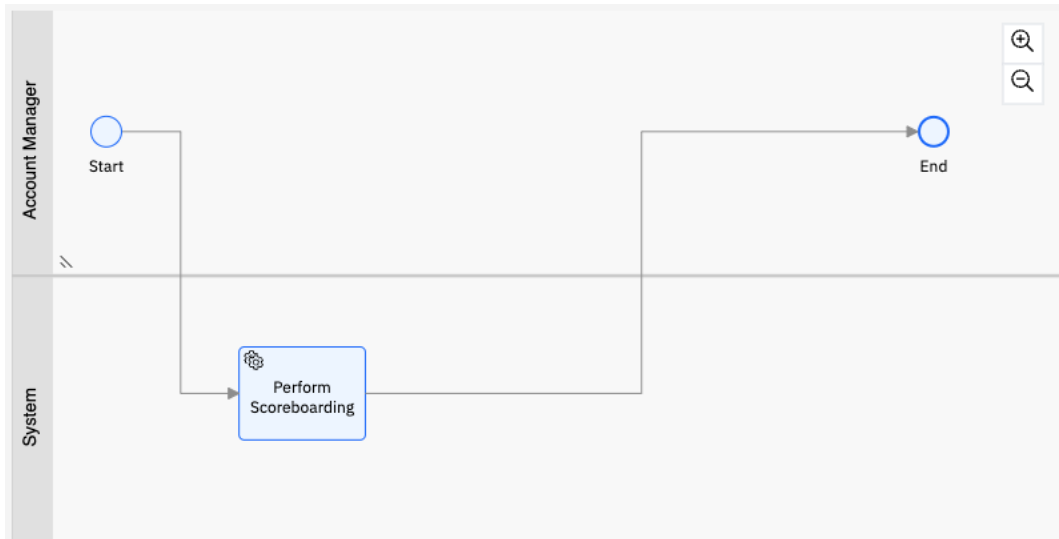 Account Manager
Start
End
System
Perform
Scoreboarding